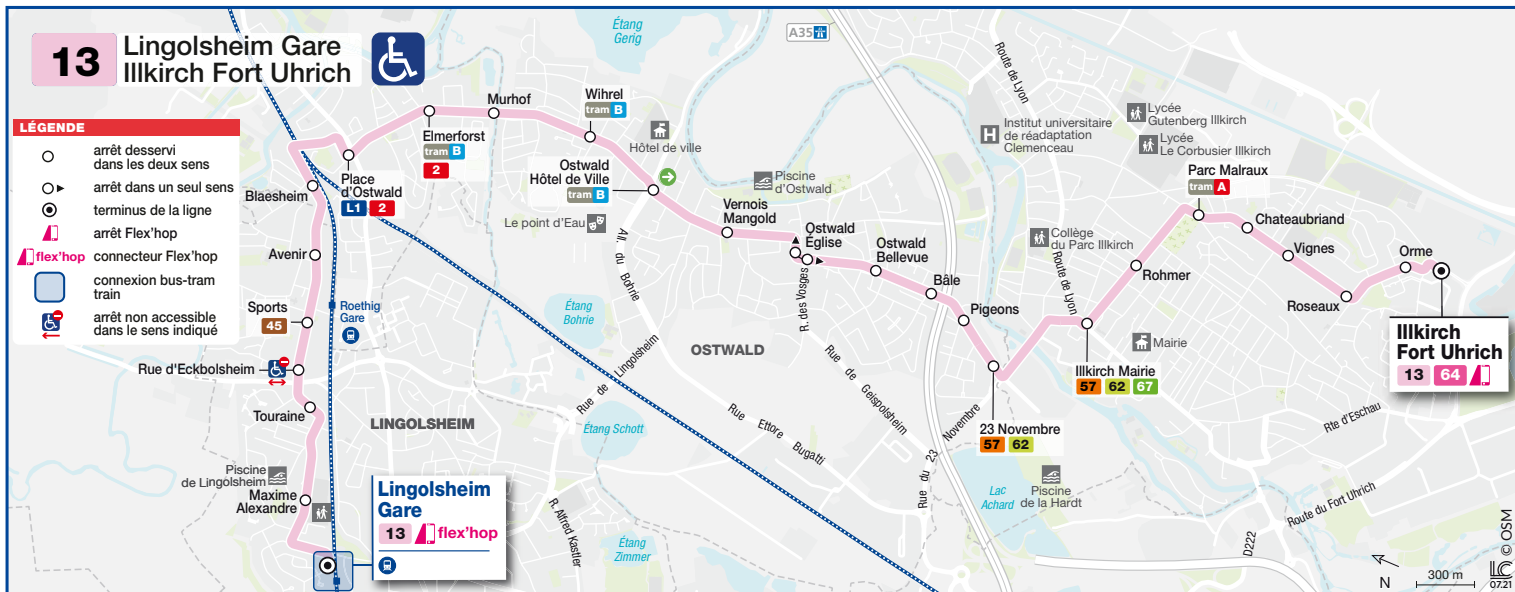 13
Lingolsheim Gare
Illkirch Fort Uhrich
LÉGENDE
arrêt desservi
dans les deux sens
arrêt dans un seul sens
terminus de la ligne
arrêt Flex'hop
flex'hop
connecteur Flex'hop
connexion bus-tram
train
arrêt non accessible
dans le sens indiqué
Étang
Gerig
A35
Murhof
Elmerforst
tram B
2
Wihrel
tram B
Hôtel de ville
Place
d'Ostwald
L1 2
Blaesheim
Avenir
Sports
45
Roethig
Gare
Rue d'Eckbolsheim
Touraine
LINGOLSHEIM
Piscine
de Lingolsheim
Maxime
Alexandre
Lingolsheim
Gare
13 flex'hop
Ostwald
Hôtel de Ville
tram B
Le point d'Eau
All. du Bohrie
Étang
Bohrie
Rue de Lingolsheim
Étang Schott
R. Alfred Kastler
Étang
Zimmer
Vernois
Mangold
Piscine
d'Ostwald
Ostwald
Église
R. des Vosges
Ostwald
Bellevue
Bâle
Pigeons
OSTWALD
Rue de Geispolsheim
Rue Ettore Bugatti
Rue du 23 Novembre
23 Novembre
57 62
Lac
Achard
Piscine
de la Hardt
Route de Lyon
Institut universitaire
de réadaptation
Clemenceau
Lycée
Gutenberg Illkirch
Lycée
Le Corbusier Illkirch
Parc Malraux
tram A
Collège
du Parc Illkirch
Route de Lyon
Rohmer
Illkirch Mairie
57 62 67
Mairie
Chateaubriand
Vignes
Roseaux
Orme
Illkirch
Fort Uhrich
13 64
Rte d'Eschau
Route du Fort Uhrich
D222
N
300 m
© OSM
LC
07.21